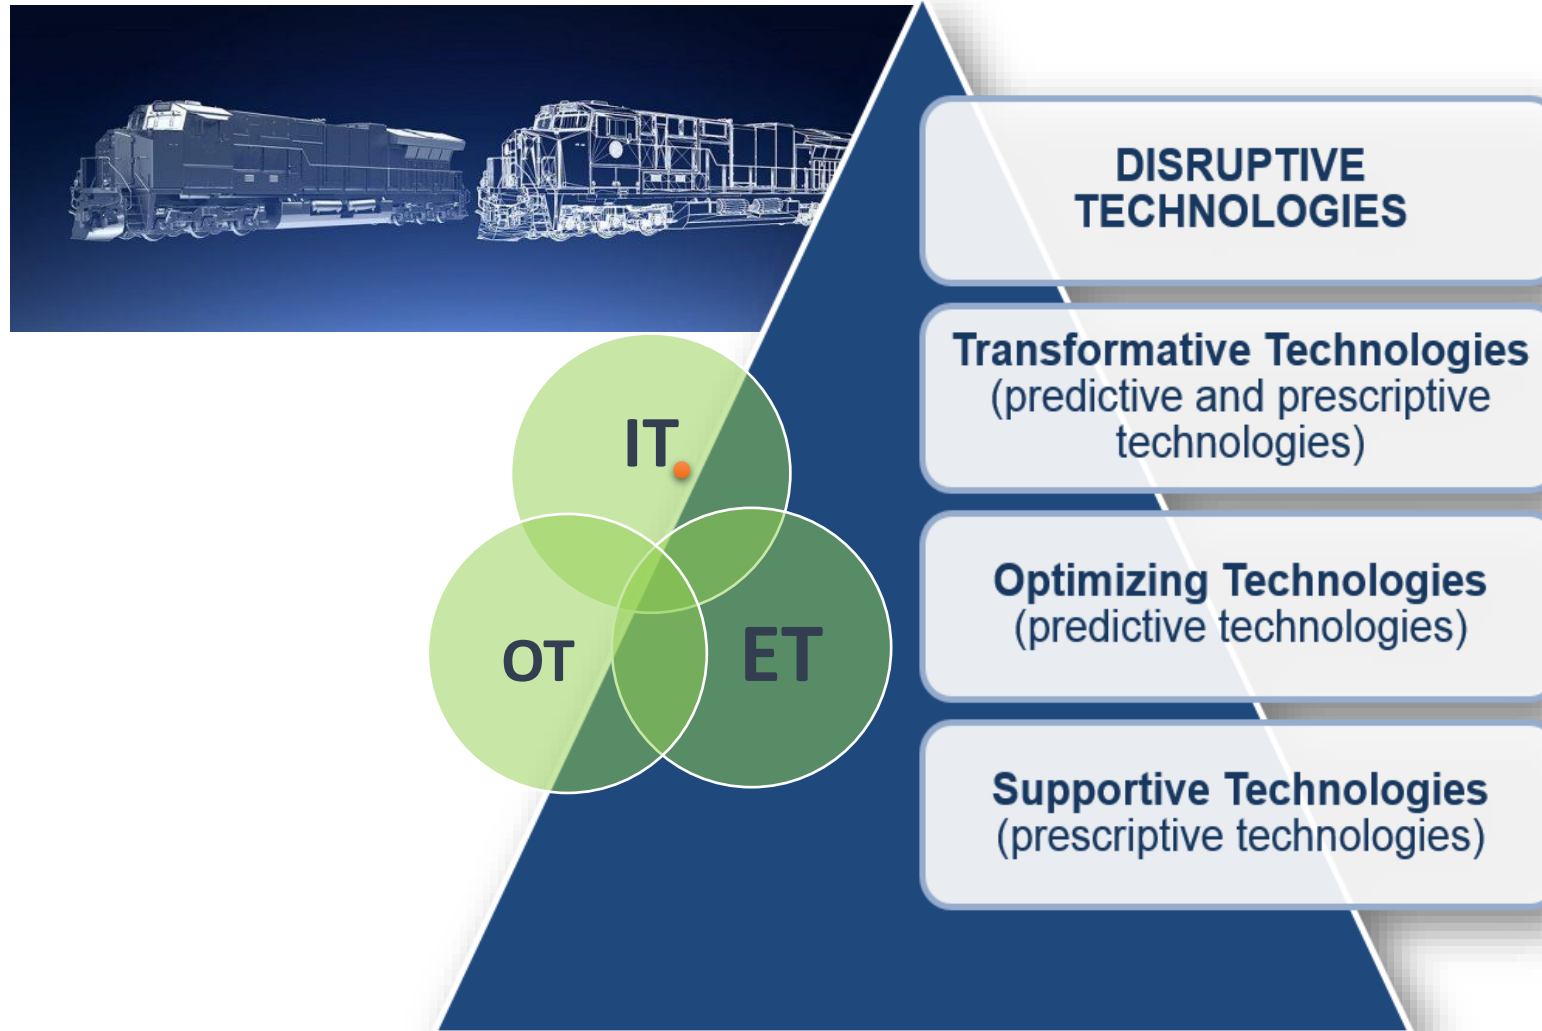 DISRUPTIVE
TECHNOLOGIES
Transformative Technologies
(predictive and prescriptive
technologies)
IT
Optimizing Technologies
(predictive technologies)
OT
ET
Supportive Technologies
(prescriptive technologies)